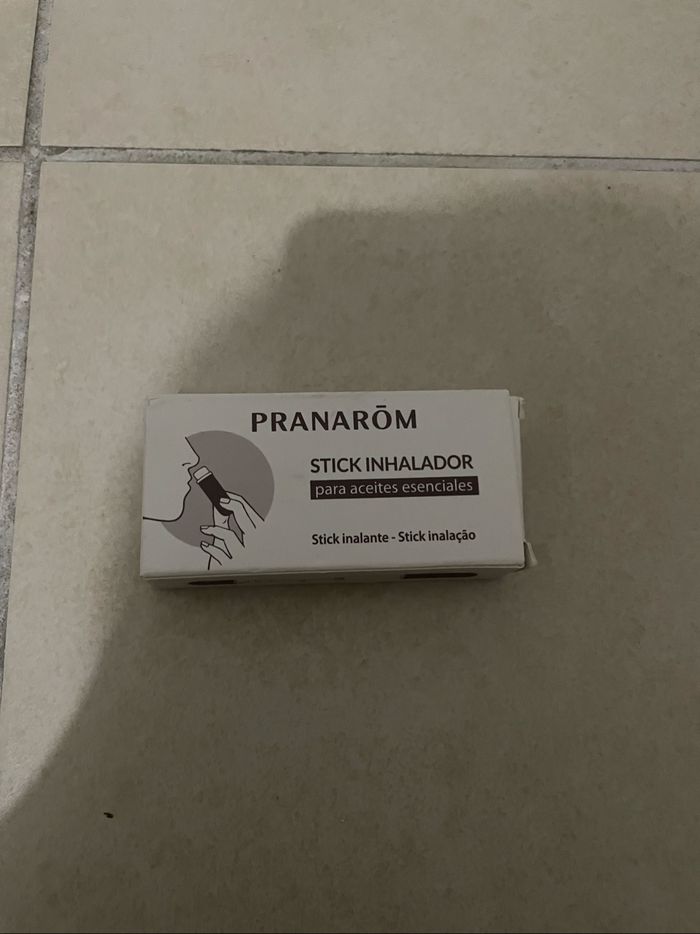 PRANARŌM
STICK INHALADOR
para aceites esenciales
Stick inalante - Stick inalação